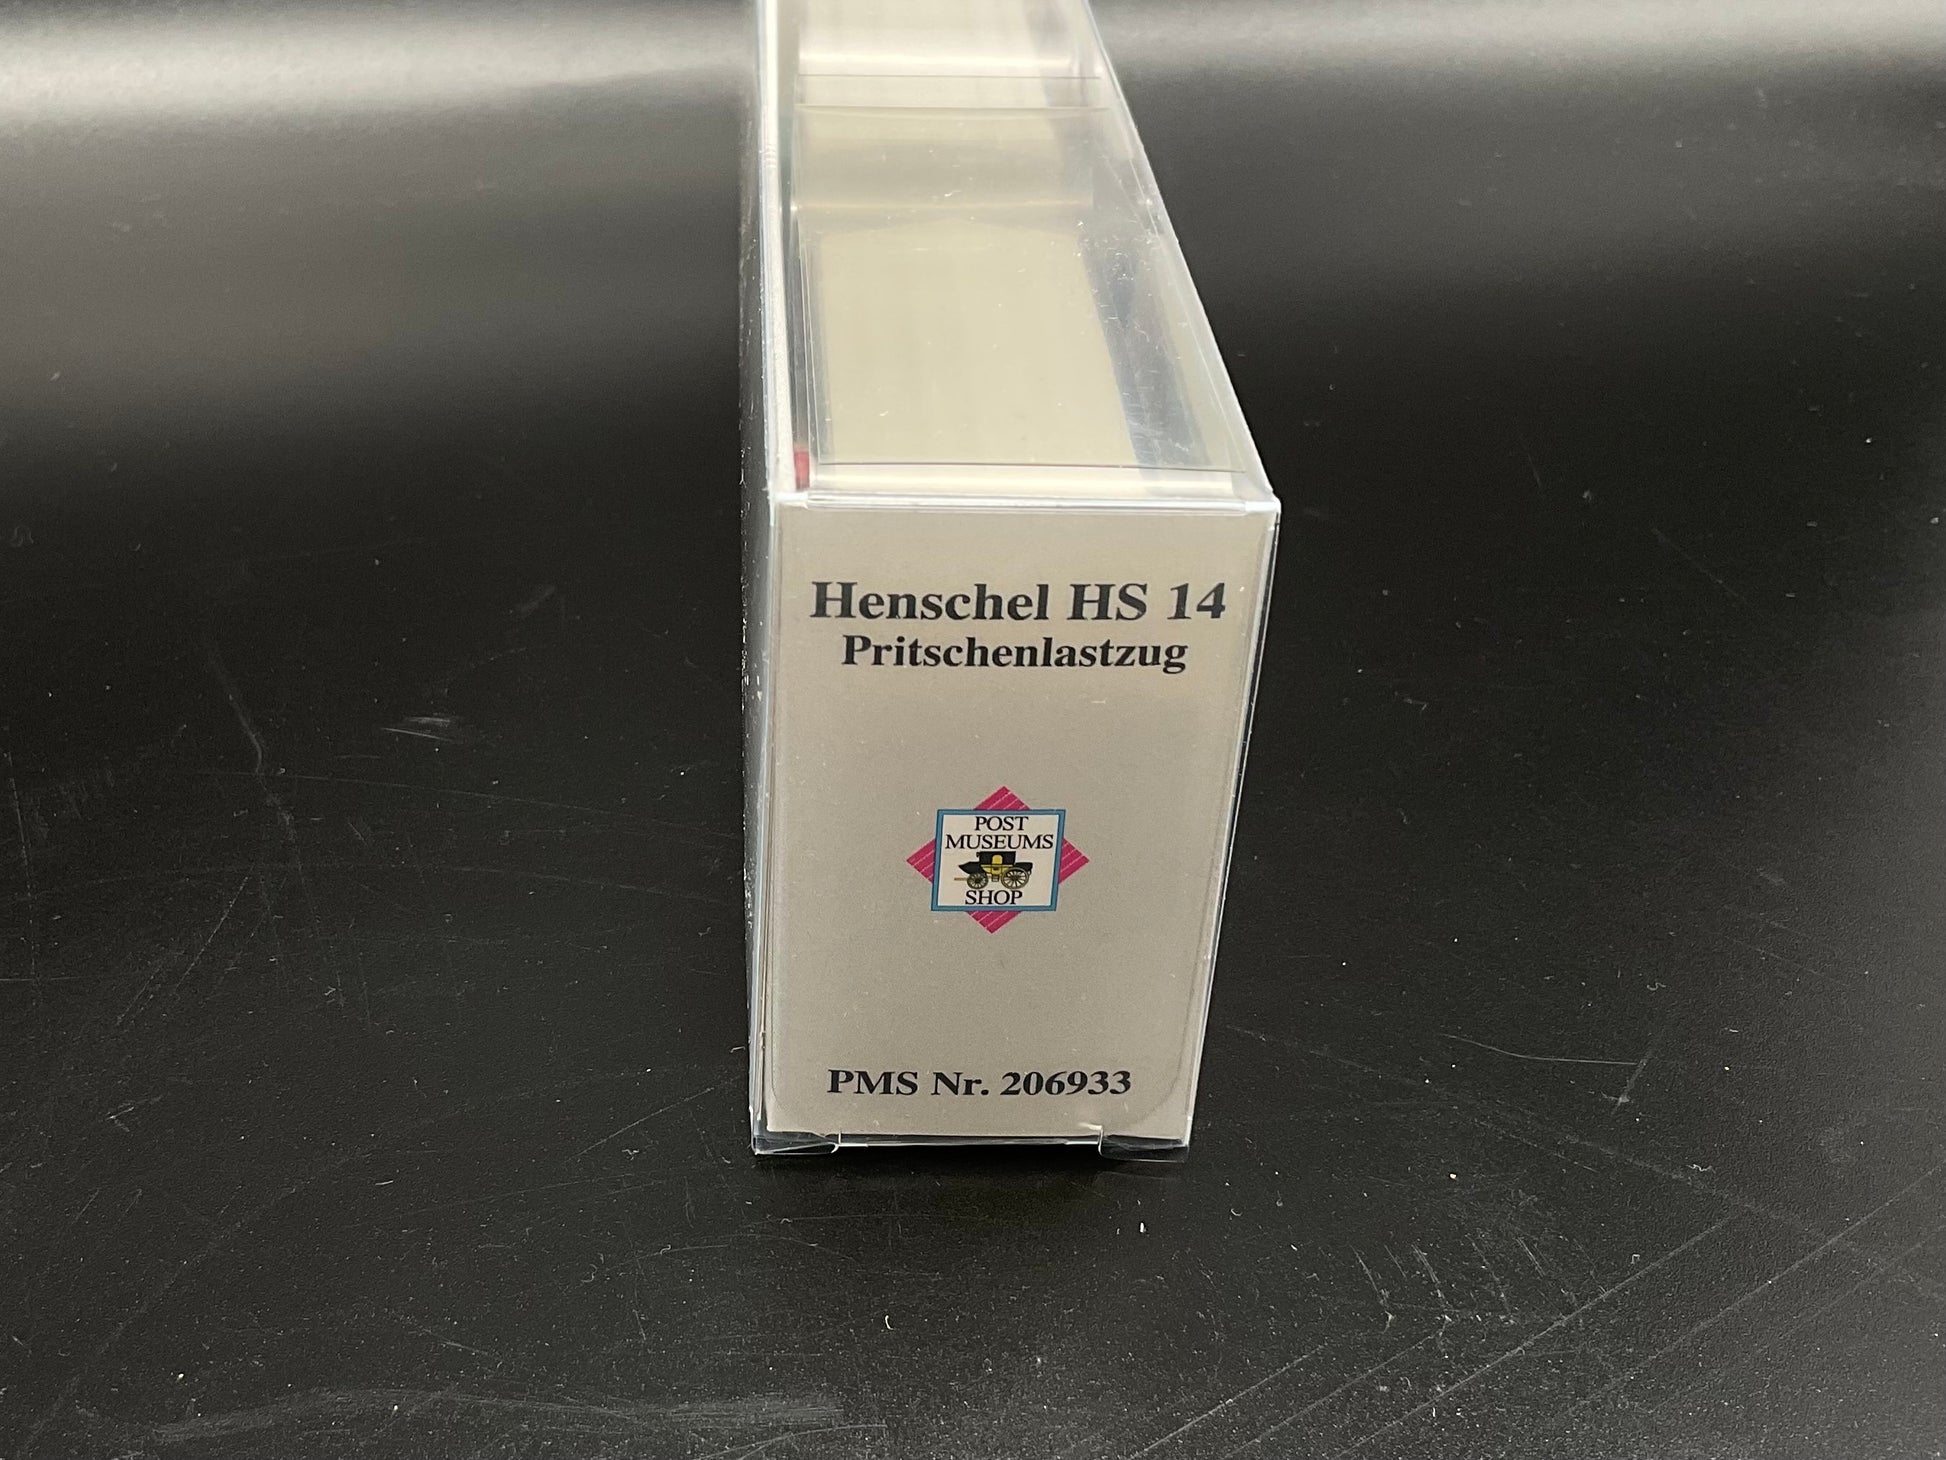 Henschel HS 14
Pritschenlastzug
POST
MUSEUMS
SHOP
PMS Nr. 206933